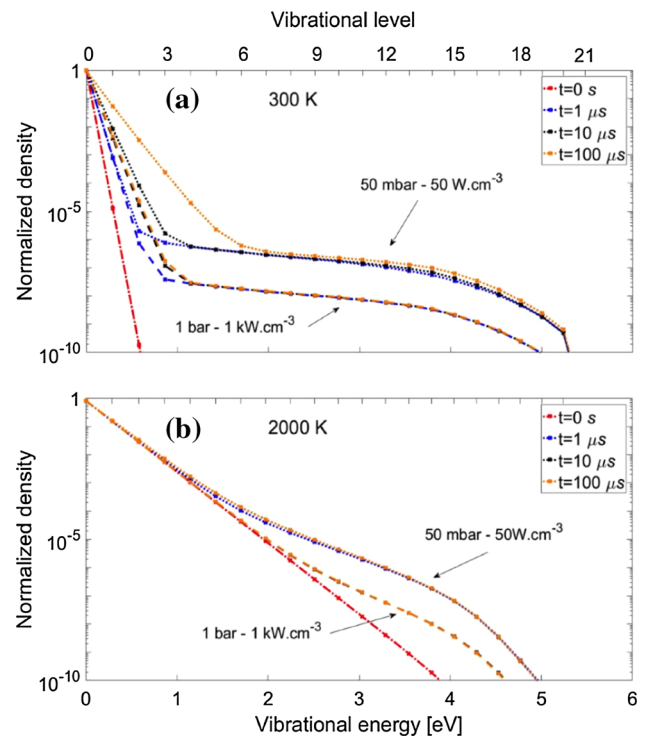 Vibrational level
0 3 6 9 12 15 18 21
(a) 300 K
t=0 s
t=1 μs
t=10 μs
t=100 μs
50 mbar - 50 W.cm-3
1 bar - 1 kW.cm-3
Normalized density
1
10-5
10-10
(b) 2000 K
t=0 s
t=1 μs
t=10 μs
t=100 μs
50 mbar - 50W.cm-3
1 bar - 1 kW.cm-3
Normalized density
1
10-5
10-10
0 1 2 3 4 5 6
Vibrational energy [eV]